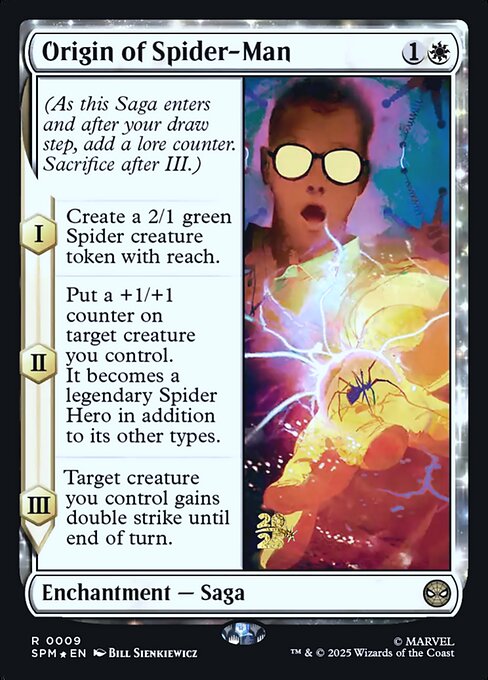 Origin of Spider-Man
1
(As this Saga enters
and after your draw
step, add a lore counter.
Sacrifice after III.)
I
Create a 2/1 green
Spider creature
token with reach.
II
Put a +1/+1
counter on
target creature
you control.
It becomes a
legendary Spider
Hero in addition
to its other types.
III
Target creature
you control gains
double strike until
end of turn.
Enchantment — Saga
R 0009
SPM★EN Bill Sienkiewicz
© MARVEL
™ & © 2025 Wizards of the Coast